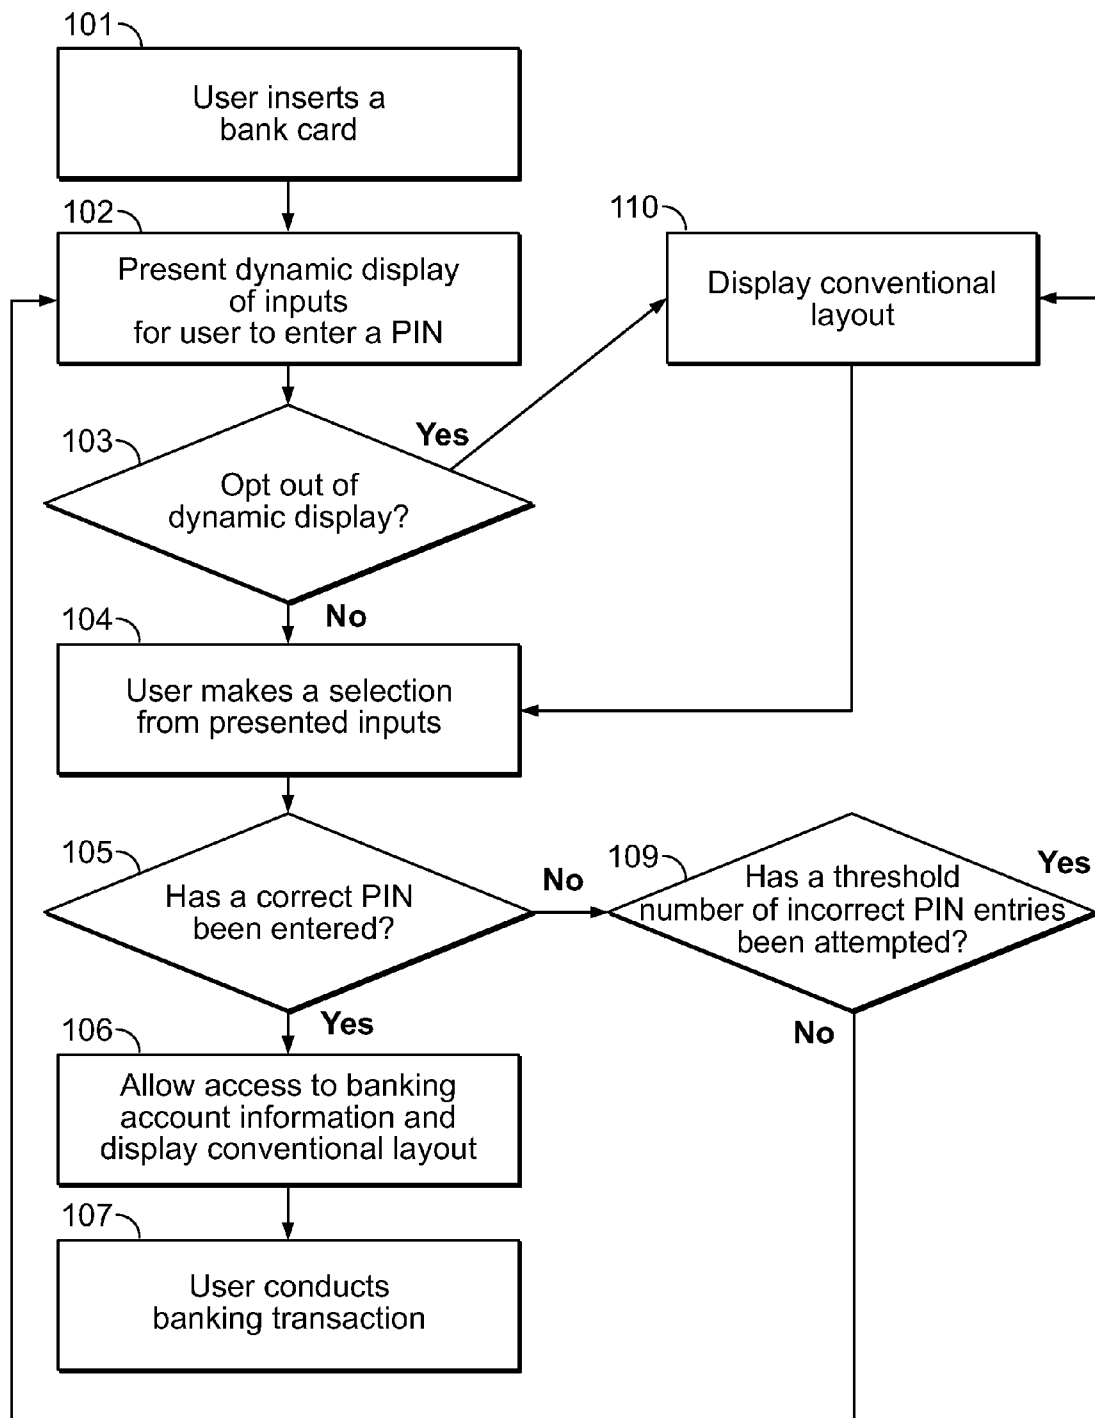 101
User inserts a
bank card
102
Present dynamic display
of inputs
for user to enter a PIN
110
Display conventional
layout
103
Opt out of
dynamic display?
Yes
No
104
User makes a selection
from presented inputs
105
Has a correct PIN
been entered?
No
Yes
109
Has a threshold
number of incorrect PIN entries
been attempted?
Yes
No
106
Allow access to banking
account information and
display conventional layout
107
User conducts
banking transaction